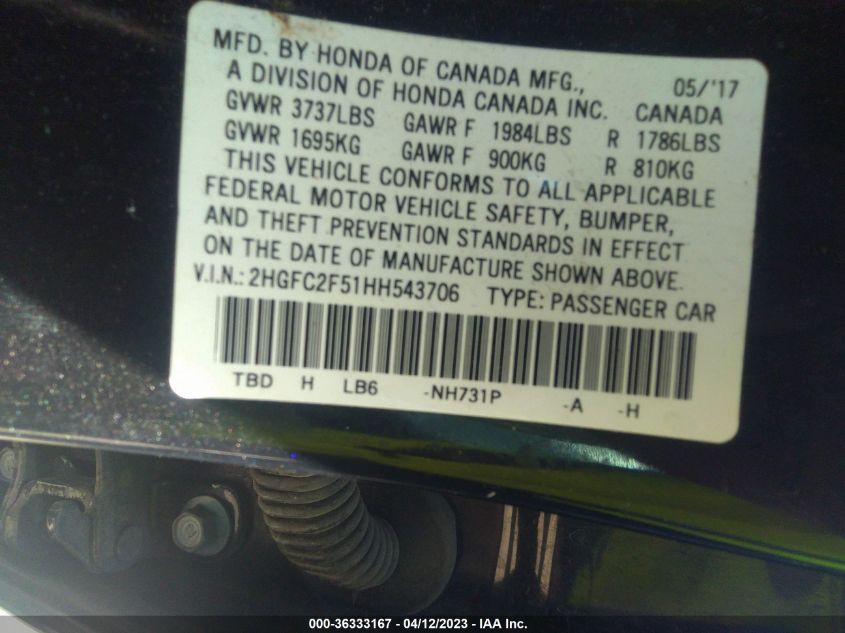 MFD. BY HONDA OF CANADA MFG., 05/'17
A DIVISION OF HONDA CANADA INC. CANADA
GVWR 3737LBS GAWR F 1984LBS R 1786LBS
GVWR 1695KG GAWR F 900KG R 810KG
THIS VEHICLE CONFORMS TO ALL APPLICABLE
FEDERAL MOTOR VEHICLE SAFETY, BUMPER,
AND THEFT PREVENTION STANDARDS IN EFFECT
ON THE DATE OF MANUFACTURE SHOWN ABOVE.
V.I.N.: 2HGFC2F51HH543706 TYPE: PASSENGER CAR
TBD H LB6 -NH731P -A -H
000-36333167 - 04/12/2023 - IAA Inc.